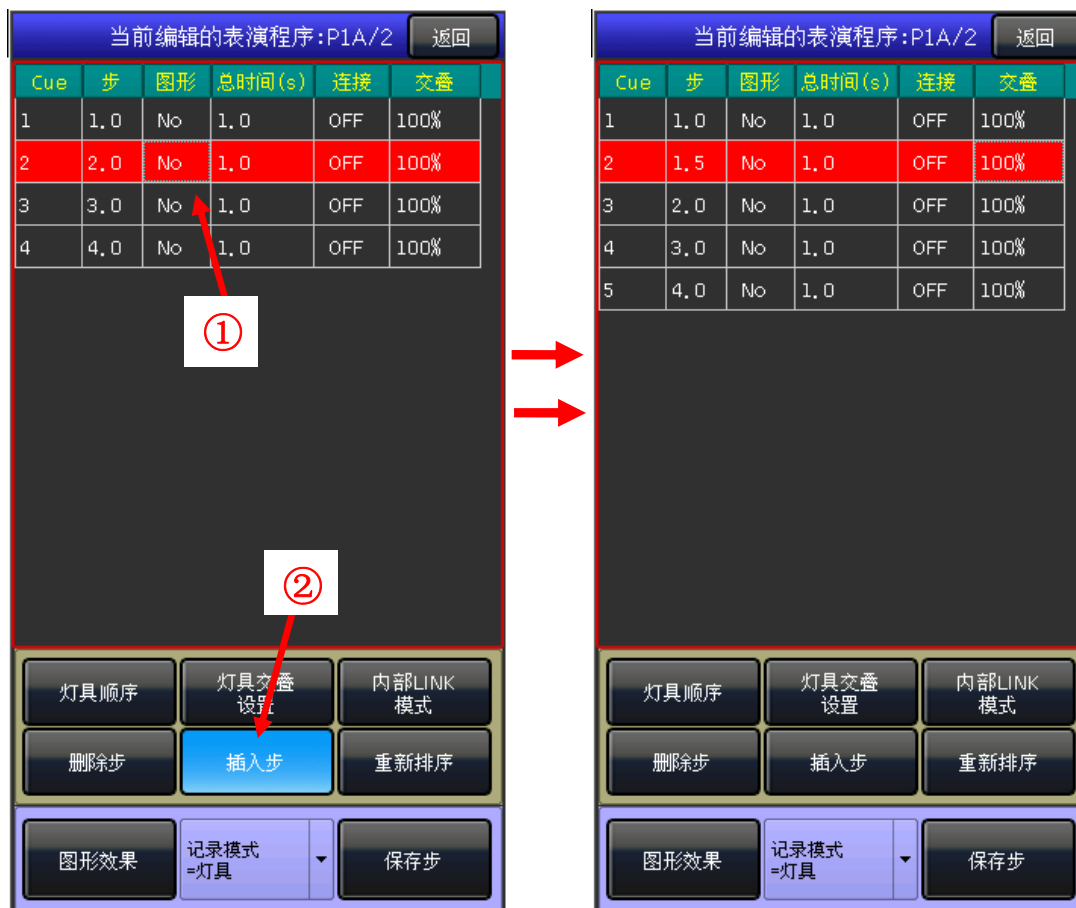 当前编辑的表演程序:P1A/2 返回
Cue 步 图形 总时间(s) 连接 交叠
1 1.0 No 1.0 OFF 100%
2 2.0 No 1.0 OFF 100%
3 3.0 No 1.0 OFF 100%
4 4.0 No 1.0 OFF 100%
①
②
灯具顺序 灯具交叠 内部LINK
设置 模式
删除步 插入步 重新排序
图形效果 记录模式 保存步
=灯具
当前编辑的表演程序:P1A/2 返回
Cue 步 图形 总时间(s) 连接 交叠
1 1.0 No 1.0 OFF 100%
2 1.5 No 1.0 OFF 100%
3 2.0 No 1.0 OFF 100%
4 3.0 No 1.0 OFF 100%
5 4.0 No 1.0 OFF 100%
灯具顺序 灯具交叠 内部LINK
设置 模式
删除步 插入步 重新排序
图形效果 记录模式 保存步
=灯具